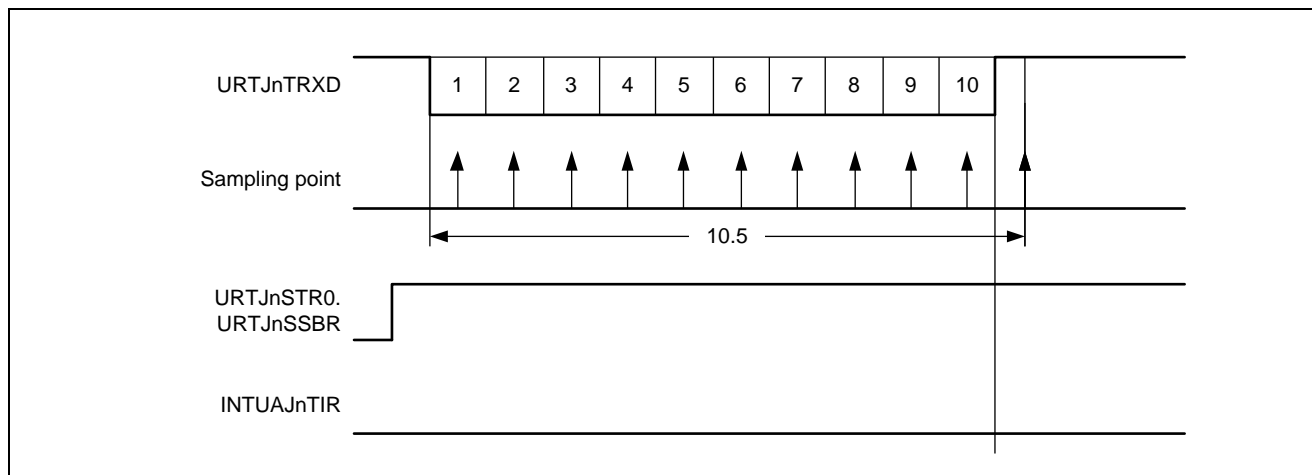 URTJnTRXD
1 2 3 4 5 6 7 8 9 10
Sampling point
10.5
URTJnSTR0.
URTJnSSBR
INTUAJnTIR